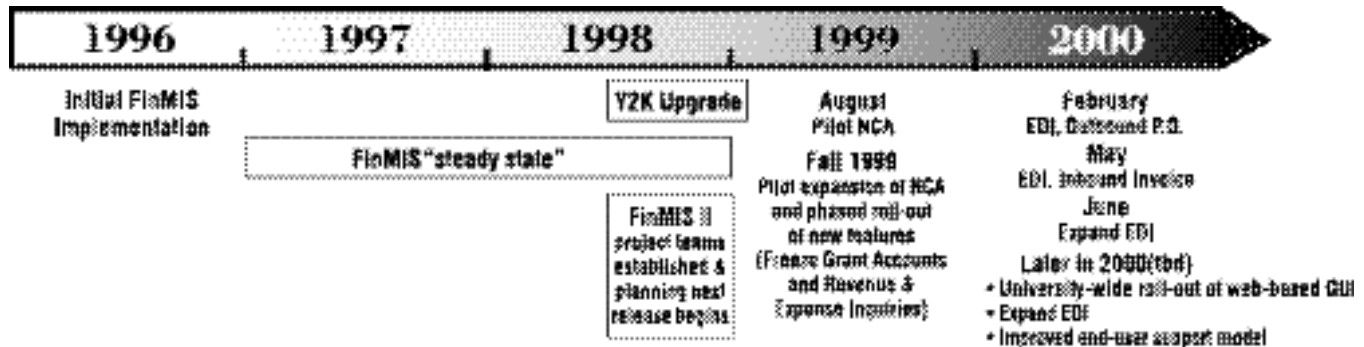 1996 1997 1998 1999 2000
Initial FinMIS
Implementation
Y2K Upgrade
FinMIS "steady state"
FinMIS II
project teams
established &
planning next
release begins
August
Pilot NCA
Fall 1999
Pilot expansion of NCA
and phased roll-out
of new features
(Freeze Grant Accounts
and Revenue &
Expense Inquiries)
February
EDI, Outbound P.O.
May
EDI, Inbound Invoice
June
Expand EDI
Later in 2000(tbd)
• University-wide roll-out of web-based GUI
• Expand EDI
• Improved end-user support model